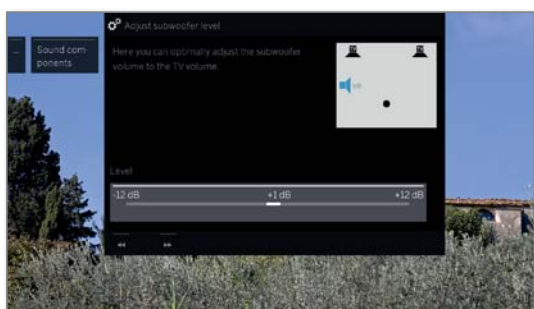 Adjust subwoofer level
...
Sound com-
ponents
Here you can optimally adjust the subwoofer
volume to the TV volume.
Level
-12 dB
+1 dB
+12 dB